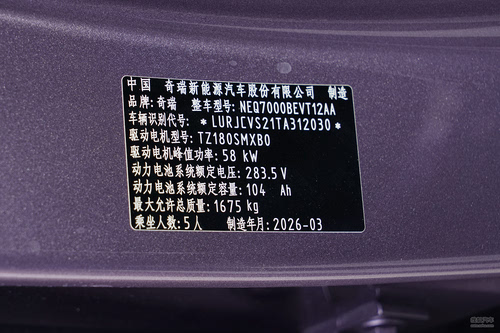 中国 奇瑞新能源汽车股份有限公司 制造
品牌: 奇瑞 整车型号: NEQ7000BEVT12AA
车辆识别代号: *LURJCVS21TA312030*
驱动电机型号: TZ180SMXB0
驱动电机峰值功率: 58 kW
动力电池系统额定电压: 283.5 V
动力电池系统额定容量: 104 Ah
最大允许总质量: 1675 kg
乘坐人数: 5人 制造年月: 2026-03